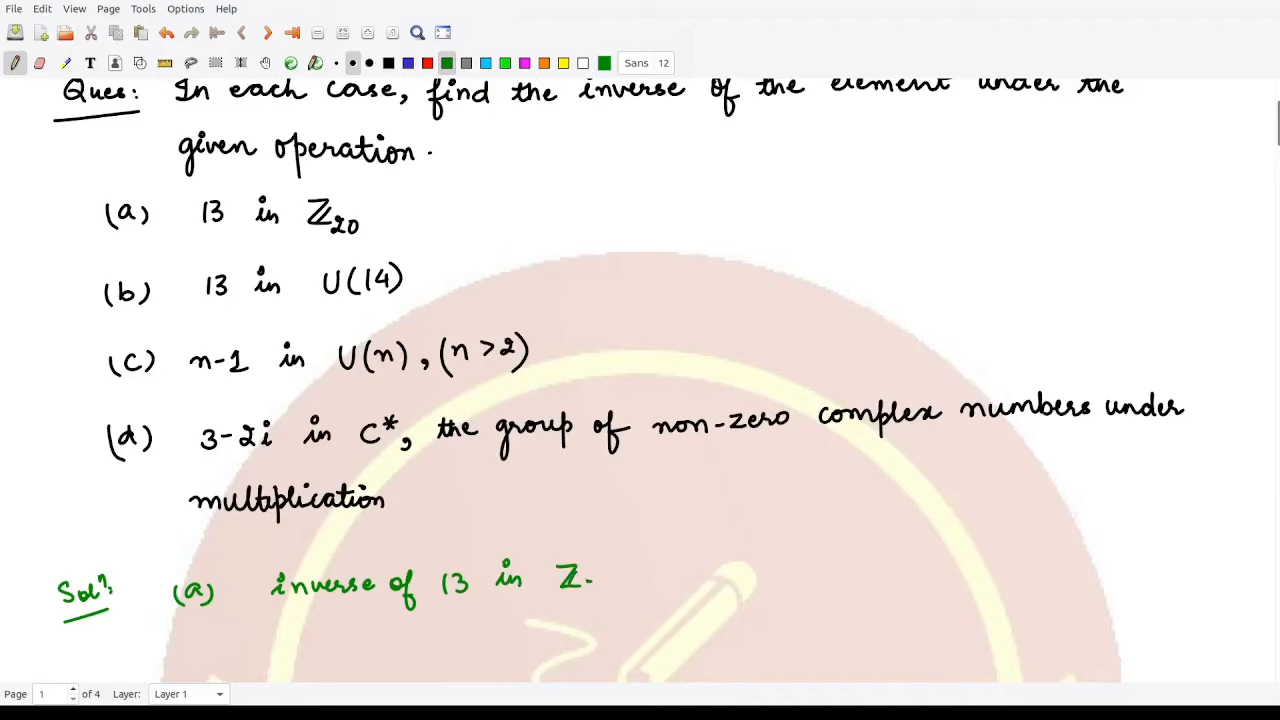 File Edit View Page Tools Options Help
Sans 12
Ques: In each case, find the inverse of the element under the
given operation.
(a) 13 in ℤ20
(b) 13 in U(14)
(c) n-1 in U(n), (n>2)
(d) 3-2i in C*, the group of non-zero complex numbers under
multiplication
Solⁿ: (a) inverse of 13 in ℤ
Page 1 of 4 Layer: Layer 1